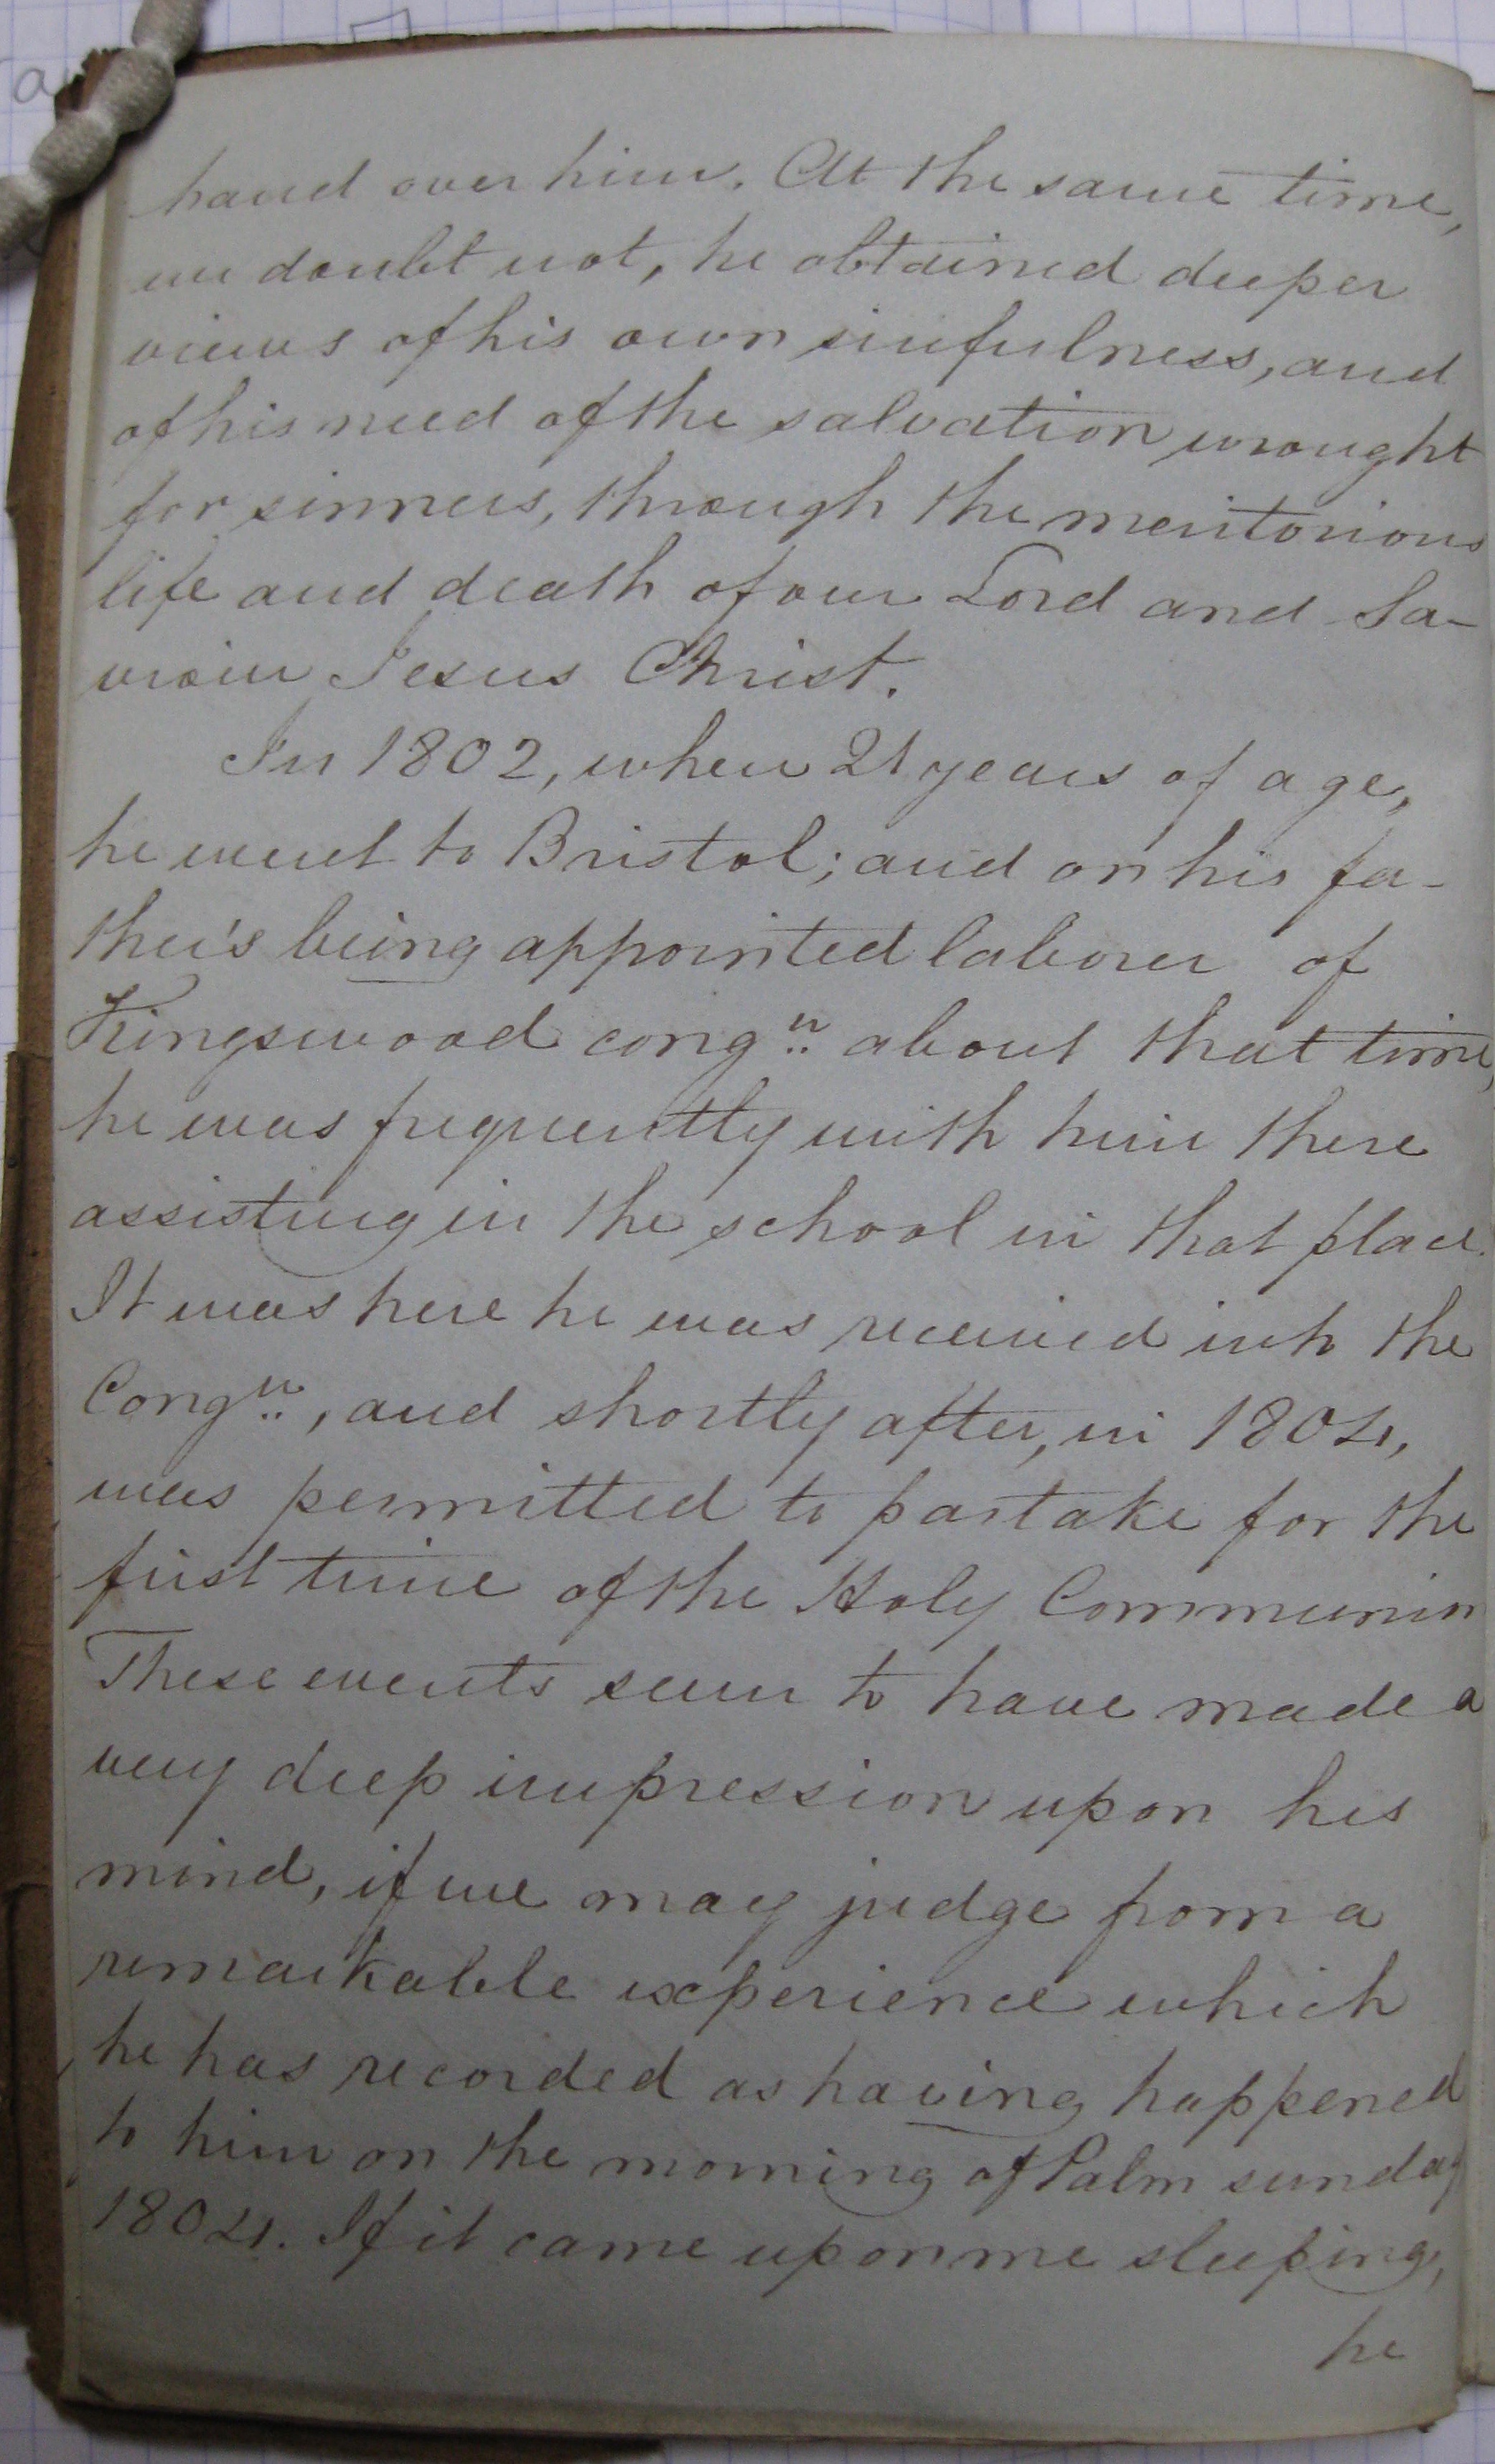 hand over him. At the same time,
we doubt not, he obtained deeper
views of his own sinfulness, and
of his need of the salvation wrought
for sinners, through the meritorious
life and death of our Lord and Sa-
viour Jesus Christ.
In 1802, when 21 years of age,
he went to Bristol; and on his fa-
ther's being appointed laborer of
Kingswood congn. about that time,
he was frequently with him there
assisting in the school in that place.
It was here he was received into the
Congn., and shortly after, in 1804,
was permitted to partake for the
first time of the Holy Communion
These events seem to have made a
very deep impression upon his
mind, if we may judge from a
remarkable experience which
he has recorded as having happened
to him on the morning of Palm sunday
1804. If it came upon me sleeping,
he